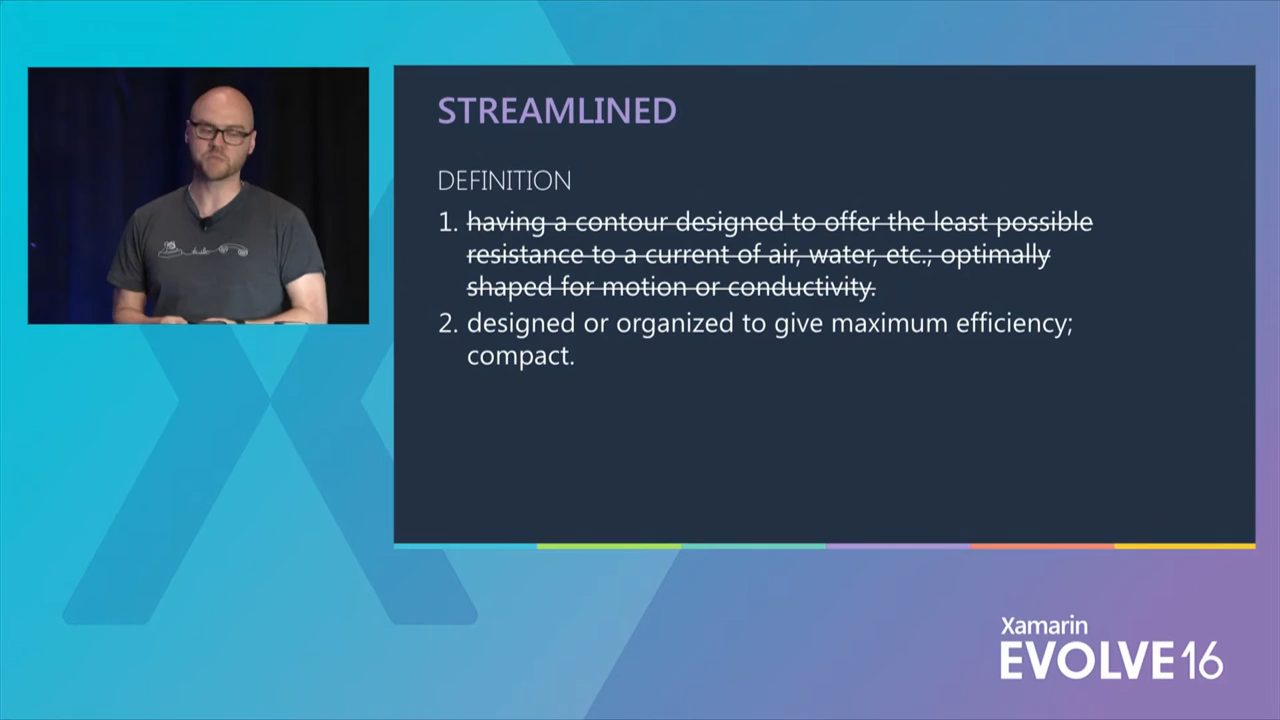 STREAMLINED
DEFINITION
1. having a contour designed to offer the least possible
resistance to a current of air, water, etc.; optimally
shaped for motion or conductivity.
2. designed or organized to give maximum efficiency;
compact.
Xamarin
EVOLVE16